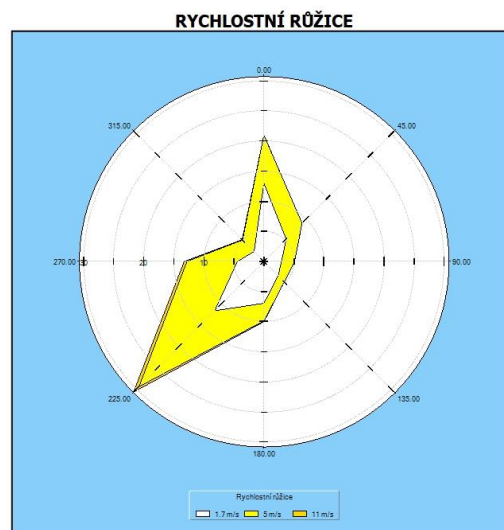 RYCHLOSTNÍ RŮŽICE
0.00
315.00
45.00
270.00
30
20
10
90.00
225.00
135.00
180.00
Rychlostní růžice
1.7 m/s
5 m/s
11 m/s